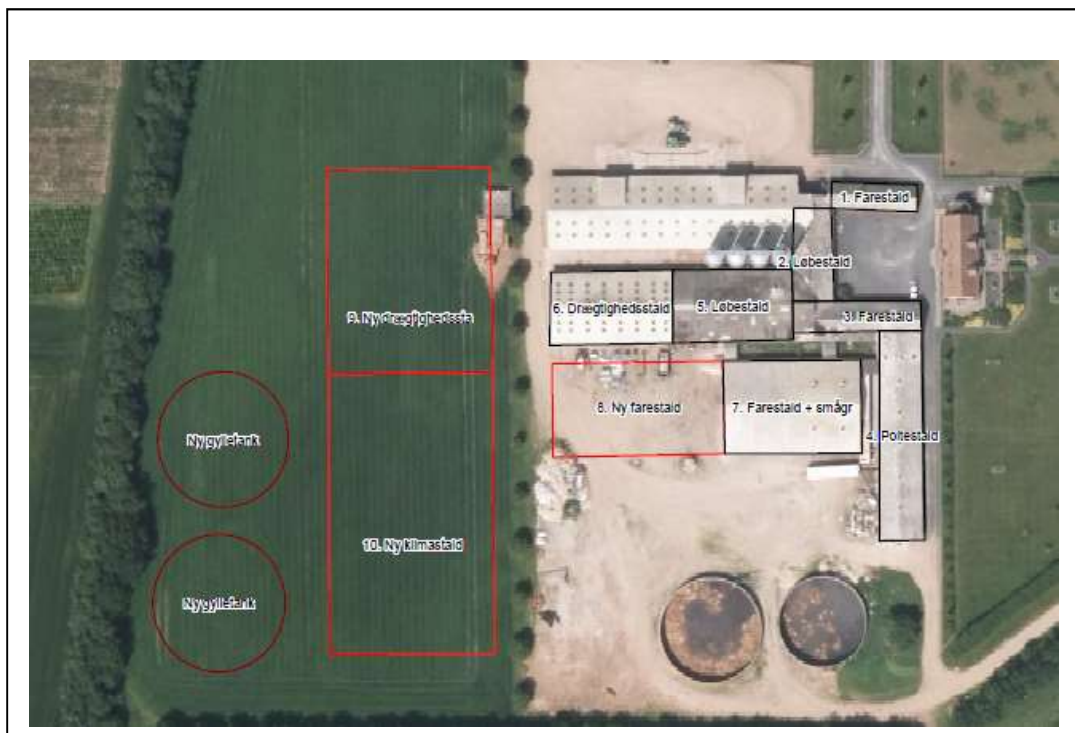 1. Farestald
2. Løbestald
6. Drægtighedsstald
5. Løbestald
3. Farestald
9. Ny drægtighedssta
8. Ny farestald
7. Farestald + smågr
4. Poltestald
Ny gylletank
10. Ny klimastald
Ny gylletank